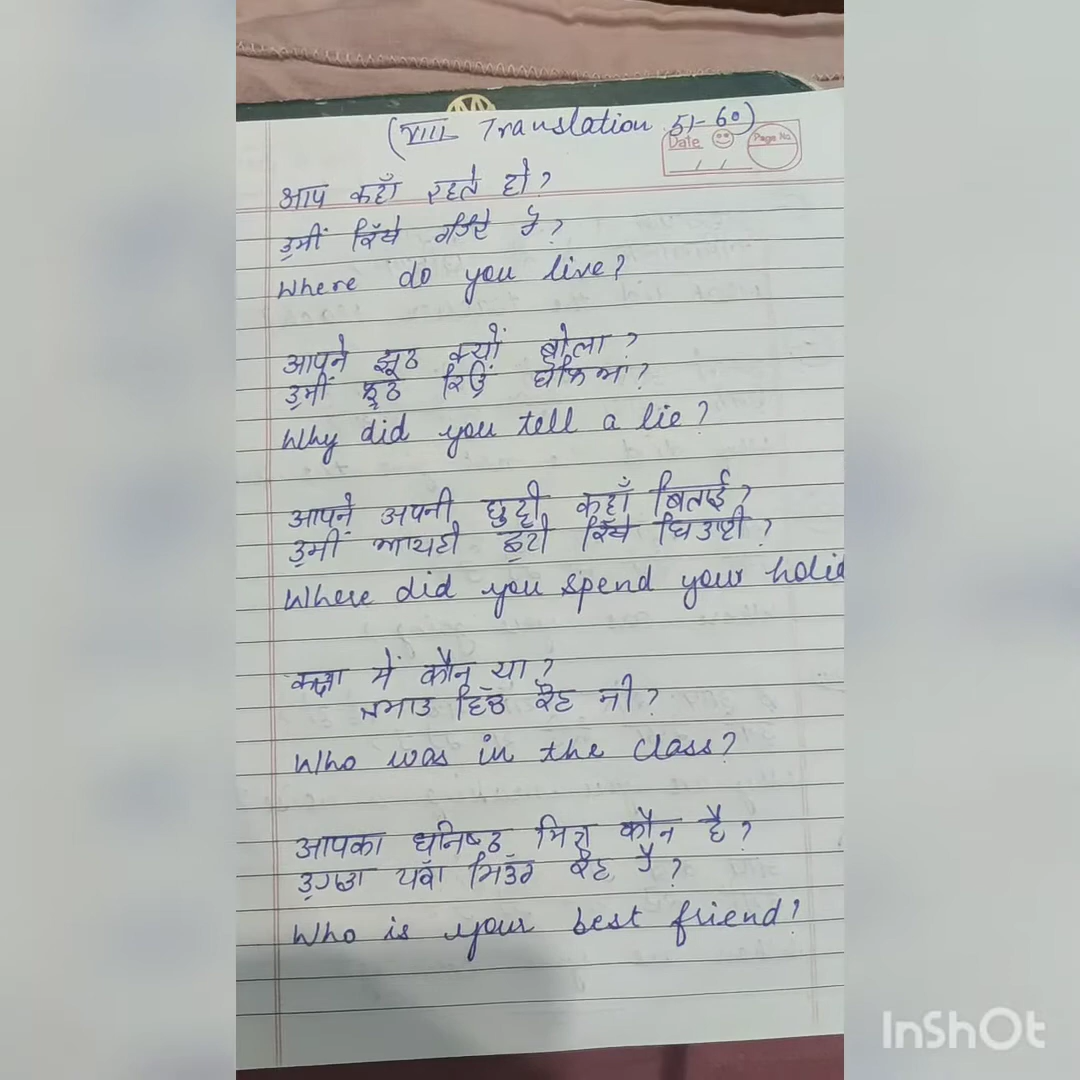 (VIII Translation 51-60)
Date Page No.
आप कहाँ रहते हो?
ਤੁਸੀਂ ਕਿੱਥੇ ਰਹਿੰਦੇ ਹੋ?
Where do you live?
आपने झूठ क्यों बोला?
ਤੁਸੀਂ ਝੂਠ ਕਿਉਂ ਬੋਲਿਆ?
Why did you tell a lie?
आपने अपनी छुट्टी कहाँ बिताई?
ਤੁਸੀਂ ਆਪਣੀ ਛੁਟੀ ਕਿੱਥੇ ਬਿਤਾਈ?
Where did you spend your holid
कक्षा में कौन था?
ਜਮਾਤ ਵਿੱਚ ਕੌਣ ਸੀ?
Who was in the class?
आपका घनिष्ठ मित्र कौन है?
ਤੁਹਾਡਾ ਪੱਕਾ ਮਿੱਤਰ ਕੌਣ ਹੈ?
Who is your best friend?
InShOt